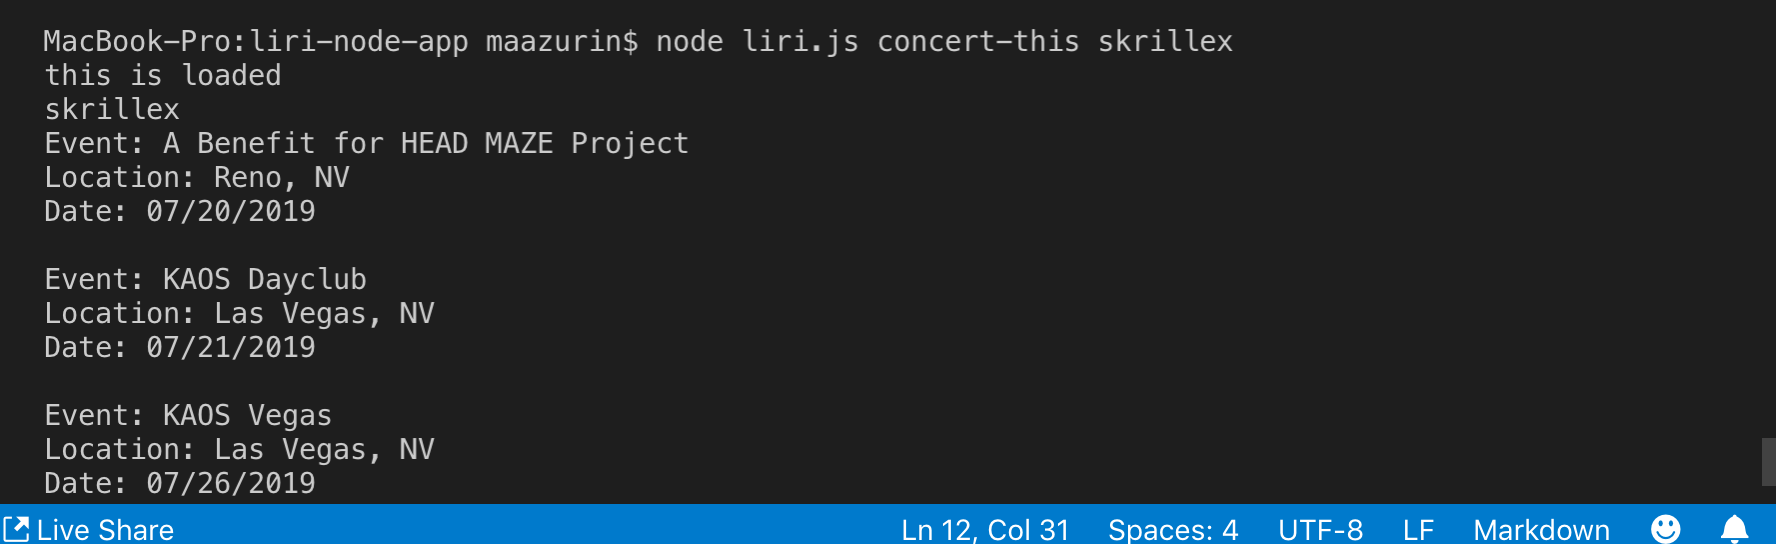 MacBook-Pro:liri-node-app maazurin$ node liri.js concert-this skrillex
this is loaded
skrillex
Event: A Benefit for HEAD MAZE Project
Location: Reno, NV
Date: 07/20/2019
Event: KAOS Dayclub
Location: Las Vegas, NV
Date: 07/21/2019
Event: KAOS Vegas
Location: Las Vegas, NV
Date: 07/26/2019
Live Share Ln 12, Col 31 Spaces: 4 UTF-8 LF Markdown